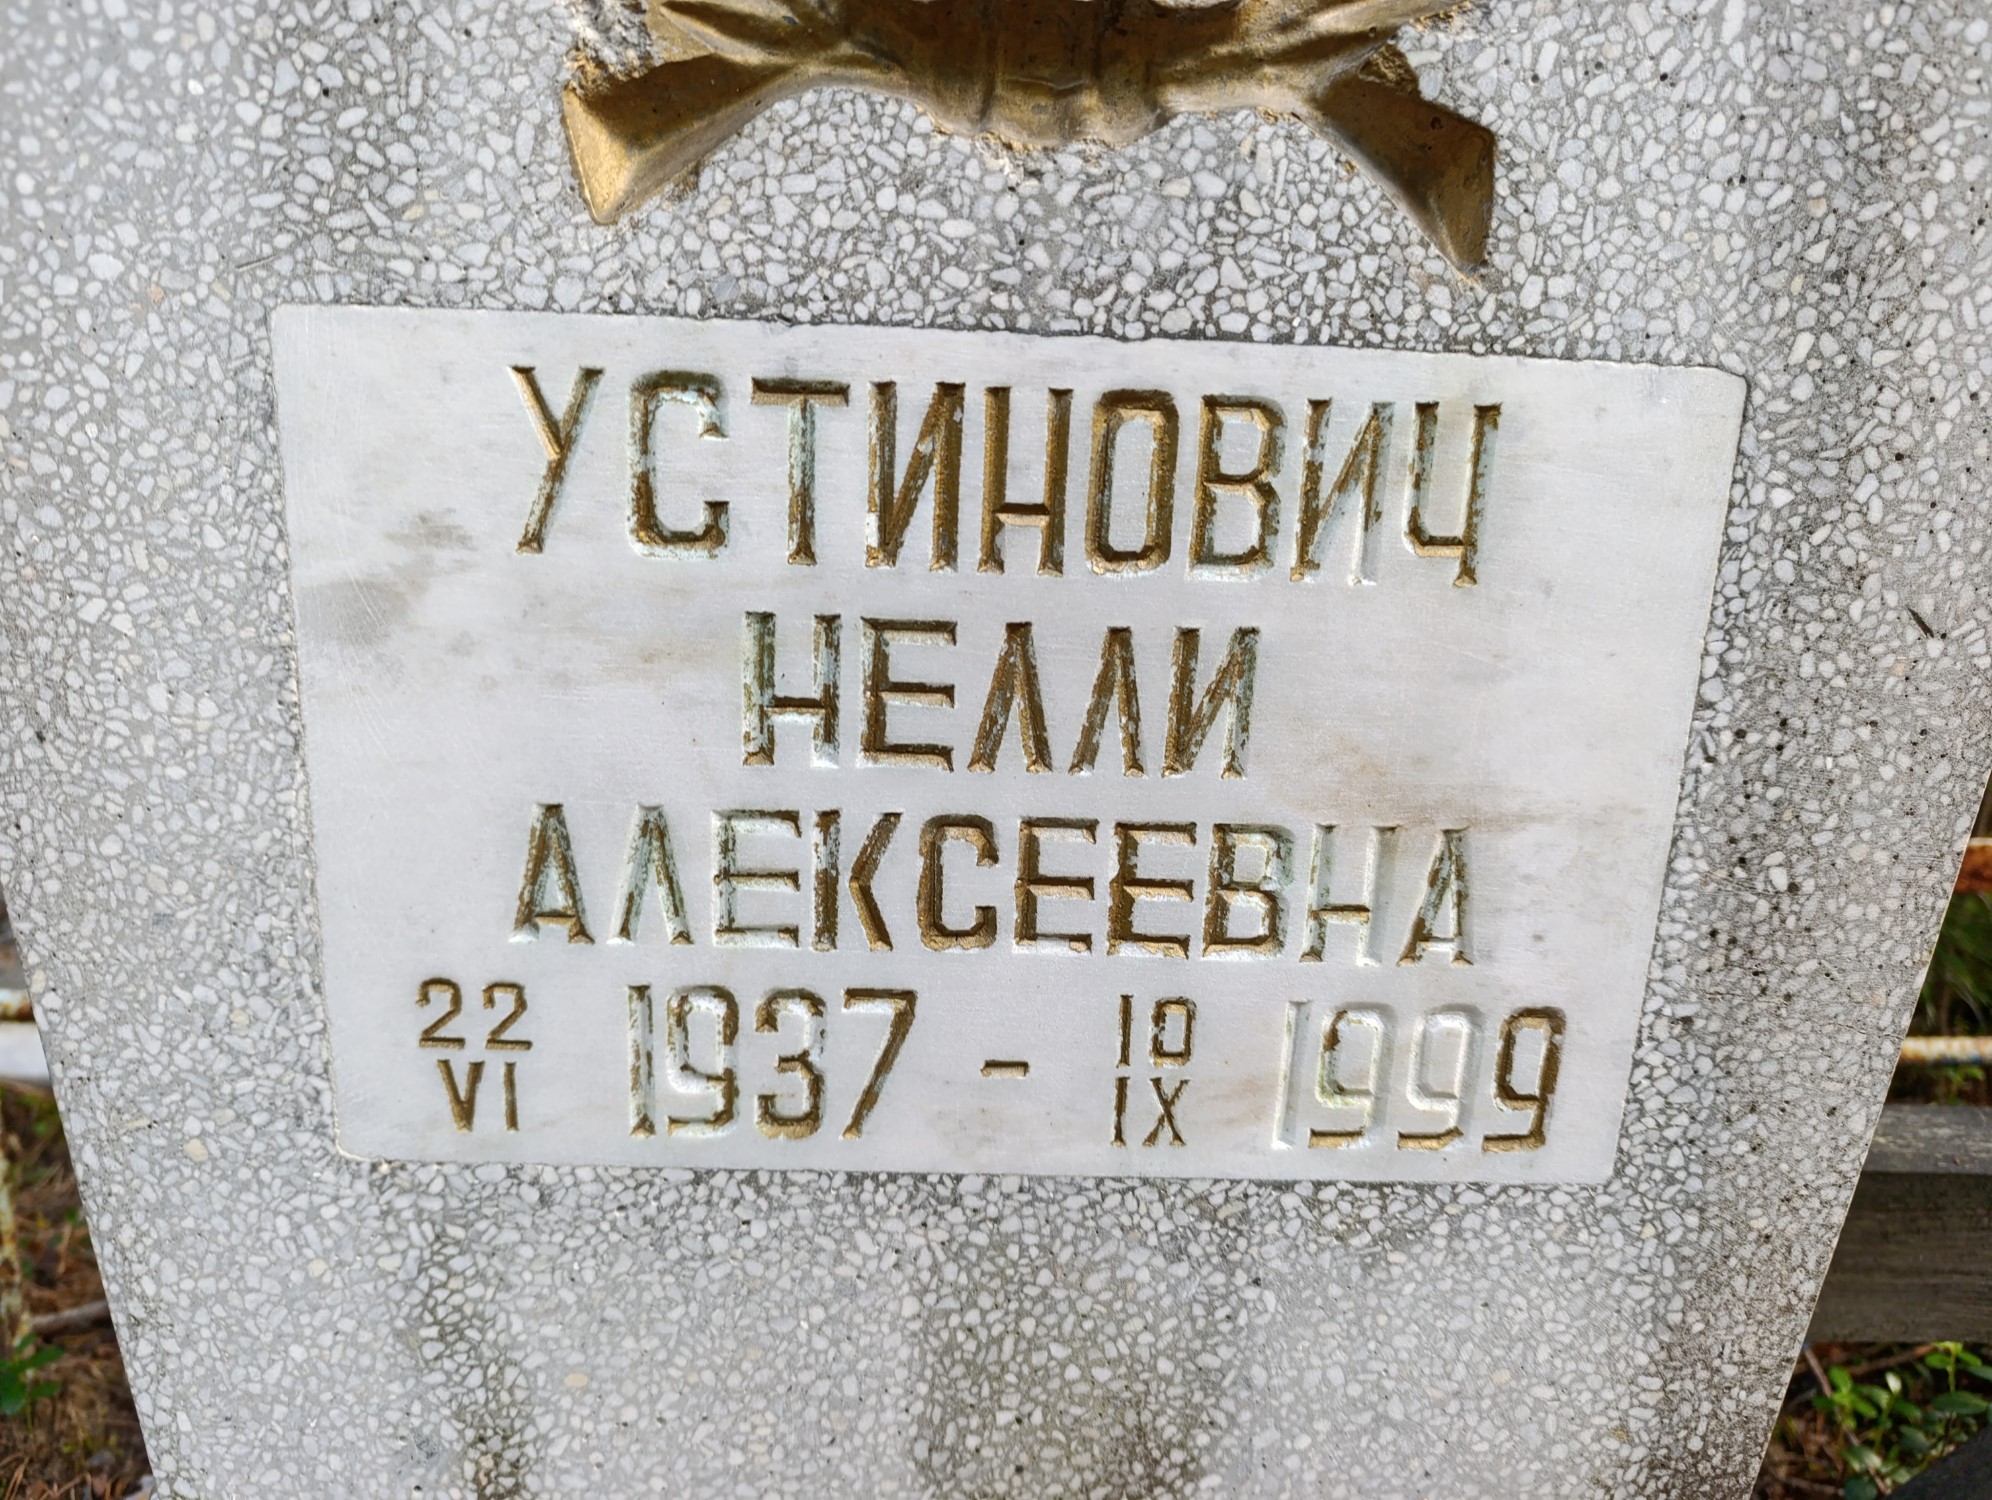 УСТИНОВИЧ
НЕЛЛИ
АЛЕКСЕЕВНА
22 VI 1937 - 10 IX 1999